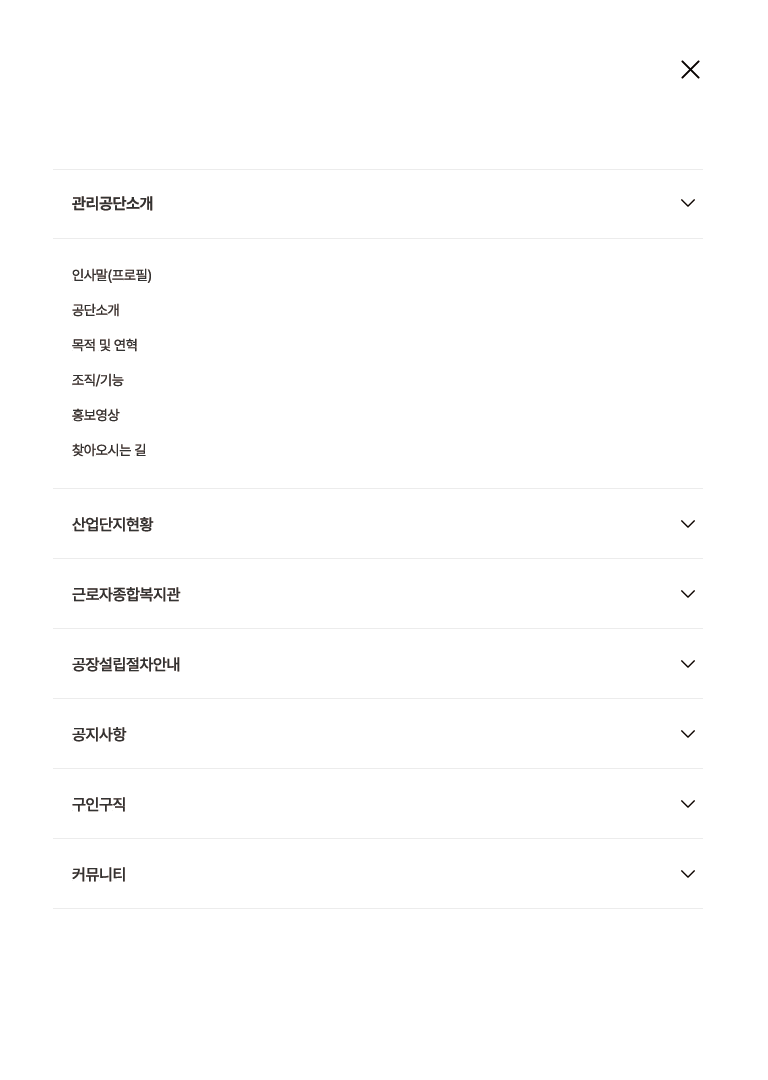 관리공단소개
인사말(프로필)
공단소개
목적 및 연혁
조직/기능
홍보영상
찾아오시는 길
산업단지현황
근로자종합복지관
공장설립절차안내
공지사항
구인구직
커뮤니티